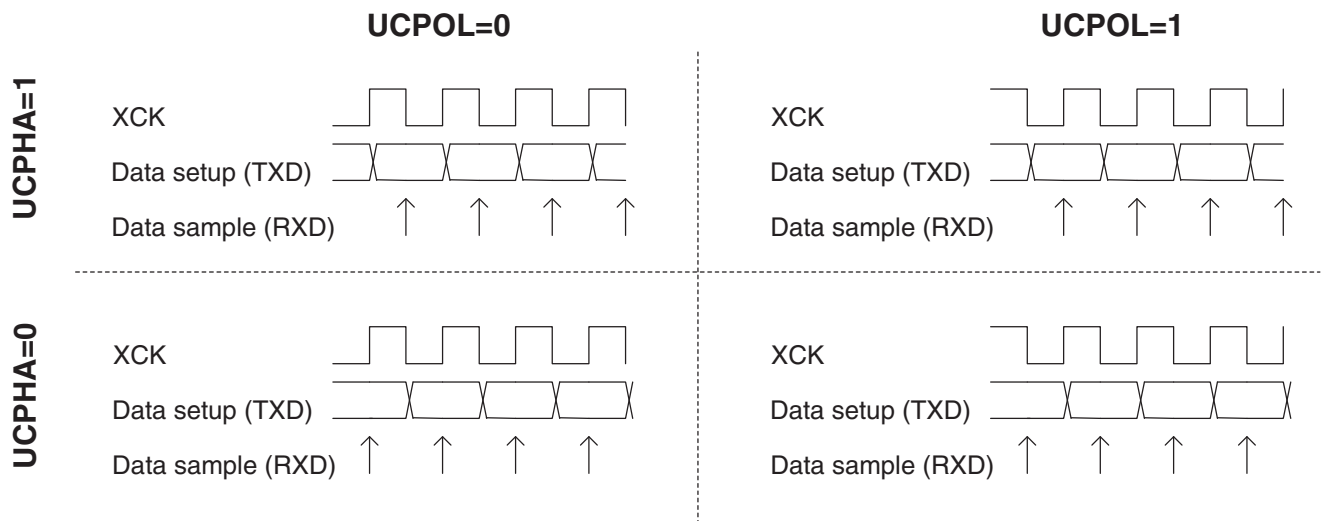 UCPOL=0
UCPOL=1
UCPHA=1
XCK
Data setup (TXD)
Data sample (RXD)
XCK
Data setup (TXD)
Data sample (RXD)
UCPHA=0
XCK
Data setup (TXD)
Data sample (RXD)
XCK
Data setup (TXD)
Data sample (RXD)